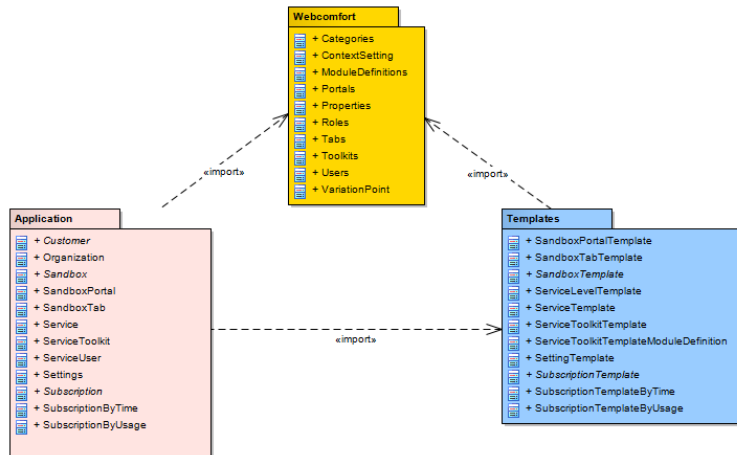 Webcomfort
+ Categories
+ ContextSetting
+ ModuleDefinitions
+ Portals
+ Properties
+ Roles
+ Tabs
+ Toolkits
+ Users
+ VariationPoint
«import»
«import»
Application
+ Customer
+ Organization
+ Sandbox
+ SandboxPortal
+ SandboxTab
+ Service
+ ServiceToolkit
+ ServiceUser
+ Settings
+ Subscription
+ SubscriptionByTime
+ SubscriptionByUsage
«import»
Templates
+ SandboxPortalTemplate
+ SandboxTabTemplate
+ SandboxTemplate
+ ServiceLevelTemplate
+ ServiceTemplate
+ ServiceToolkitTemplate
+ ServiceToolkitTemplateModuleDefinition
+ SettingTemplate
+ SubscriptionTemplate
+ SubscriptionTemplateByTime
+ SubscriptionTemplateByUsage